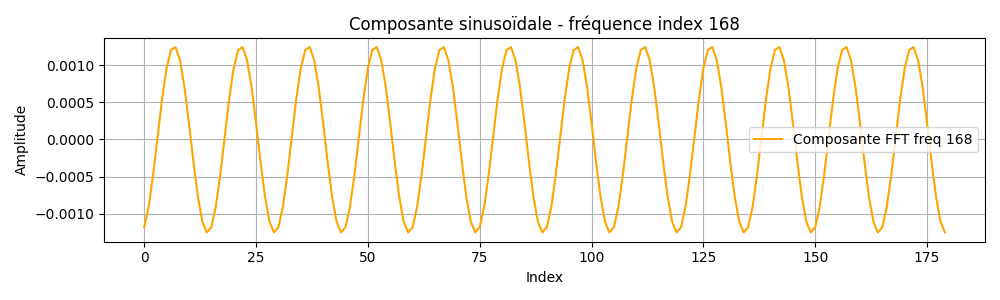 Composante sinusoïdale - fréquence index 168
Amplitude
0.0010
0.0005
0.0000
−0.0005
−0.0010
Composante FFT freq 168
0 25 50 75 100 125 150 175
Index